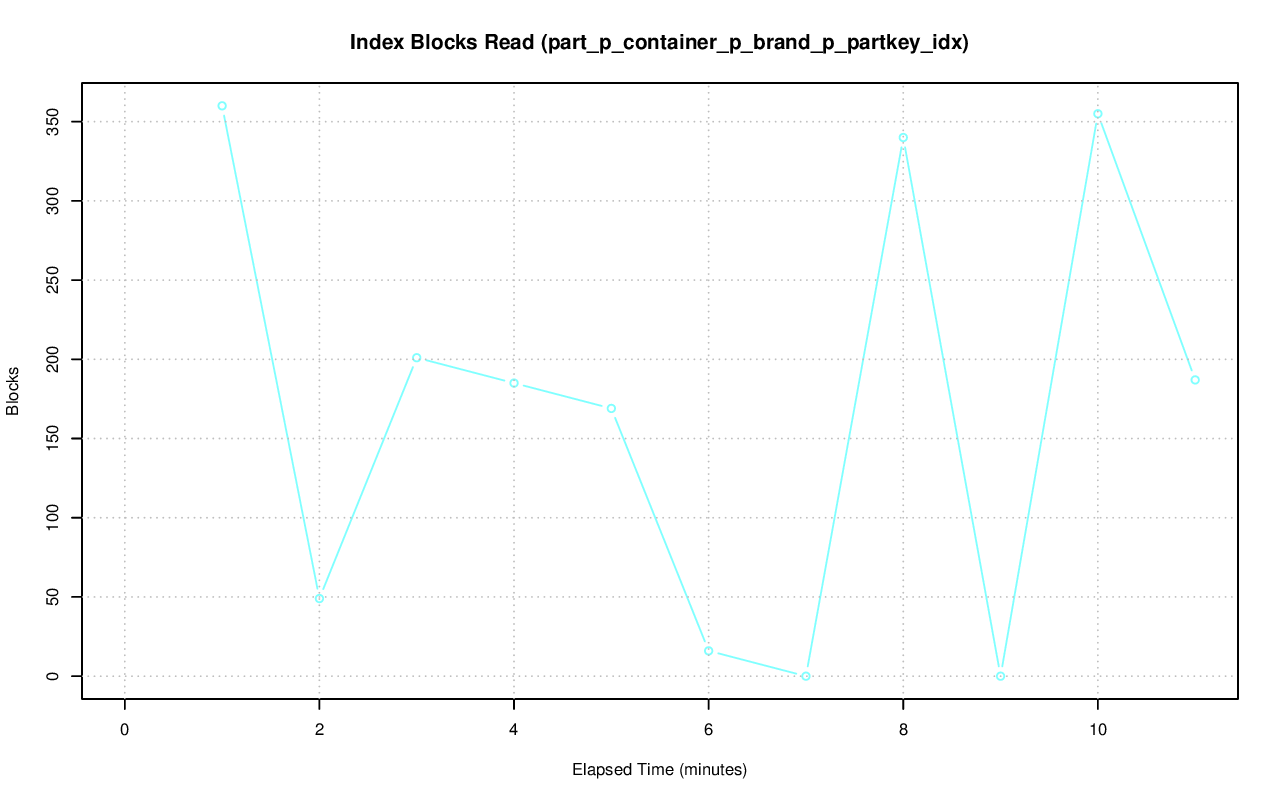 Index Blocks Read (part_p_container_p_brand_p_partkey_idx)
350
300
250
200
150
100
50
0
Blocks
0 2 4 6 8 10
Elapsed Time (minutes)